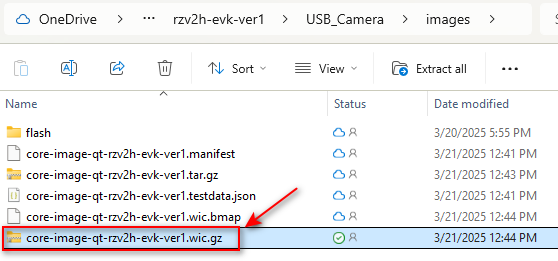 OneDrive > ... rzv2h-evk-ver1 > USB_Camera > images >
Sort View Extract all ...
Name Status Date modified
flash 3/20/2025 5:55 PM
core-image-qt-rzv2h-evk-ver1.manifest 3/21/2025 12:41 PM
core-image-qt-rzv2h-evk-ver1.tar.gz 3/21/2025 12:43 PM
core-image-qt-rzv2h-evk-ver1.testdata.json 3/21/2025 12:41 PM
core-image-qt-rzv2h-evk-ver1.wic.bmap 3/21/2025 12:44 PM
core-image-qt-rzv2h-evk-ver1.wic.gz 3/21/2025 12:44 PM